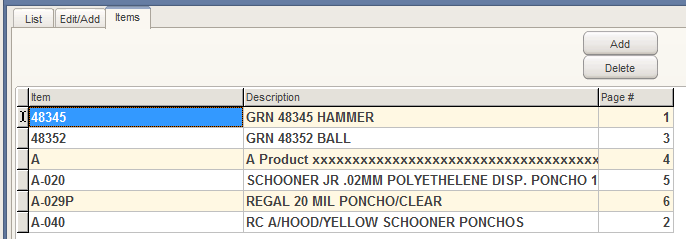 List Edit/Add Items
Add
Delete
Item Description Page #
48345 GRN 48345 HAMMER 1
48352 GRN 48352 BALL 3
A A Product xxxxxxxxxxxxxxxxxxxxxxxxxxxxxxxxxxxx 4
A-020 SCHOONER JR .02MM POLYETHELENE DISP. PONCHO 1 5
A-029P REGAL 20 MIL PONCHO/CLEAR 6
A-040 RC A/HOOD/YELLOW SCHOONER PONCHOS 2